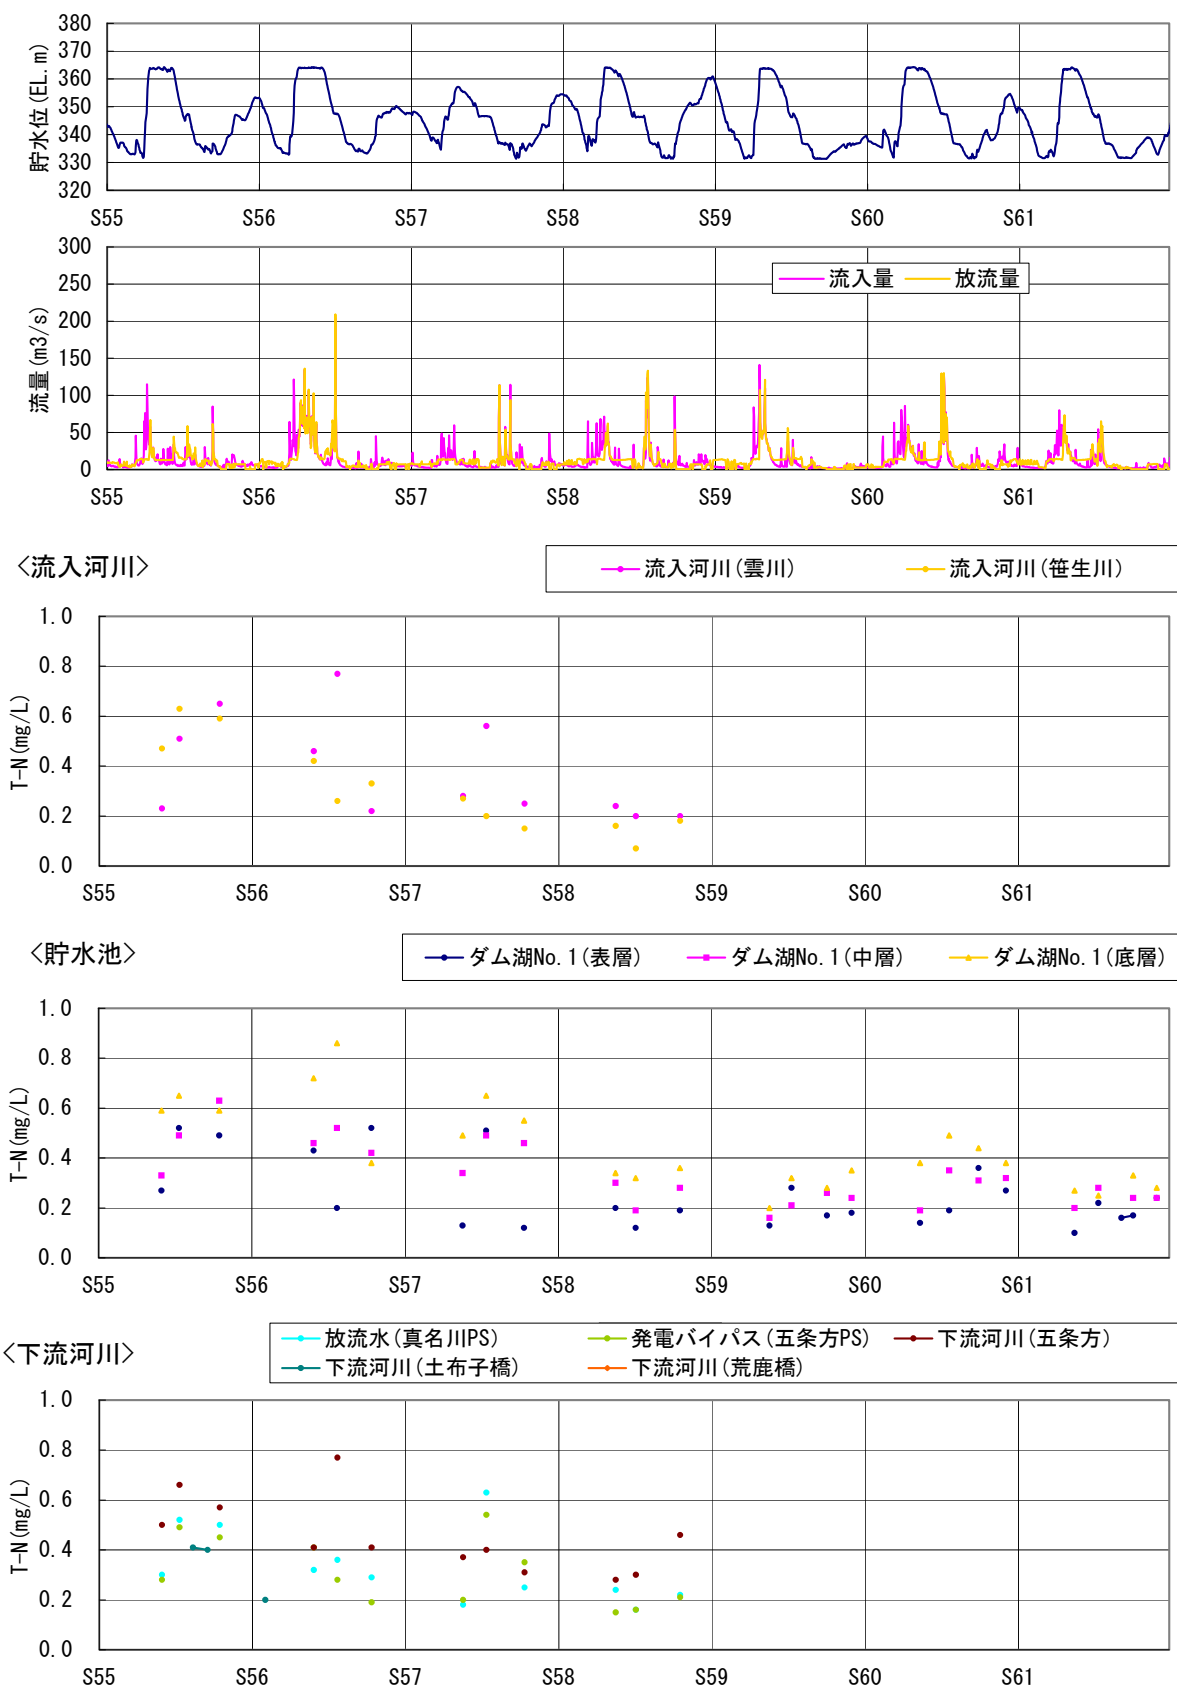 貯水位(EL.m)
380
370
360
350
340
330
320
S55 S56 S57 S58 S59 S60 S61
流量(m3/s)
300
250
200
150
100
50
0
流入量 放流量
S55 S56 S57 S58 S59 S60 S61
<流入河川>
流入河川(雲川) 流入河川(笹生川)
T-N(mg/L)
1.0
0.8
0.6
0.4
0.2
0.0
S55 S56 S57 S58 S59 S60 S61
<貯水池>
ダム湖No.1(表層) ダム湖No.1(中層) ダム湖No.1(底層)
T-N(mg/L)
1.0
0.8
0.6
0.4
0.2
0.0
S55 S56 S57 S58 S59 S60 S61
<下流河川>
放流水(真名川PS) 発電バイパス(五条方PS) 下流河川(五条方)
下流河川(土布子橋) 下流河川(荒鹿橋)
T-N(mg/L)
1.0
0.8
0.6
0.4
0.2
0.0
S55 S56 S57 S58 S59 S60 S61